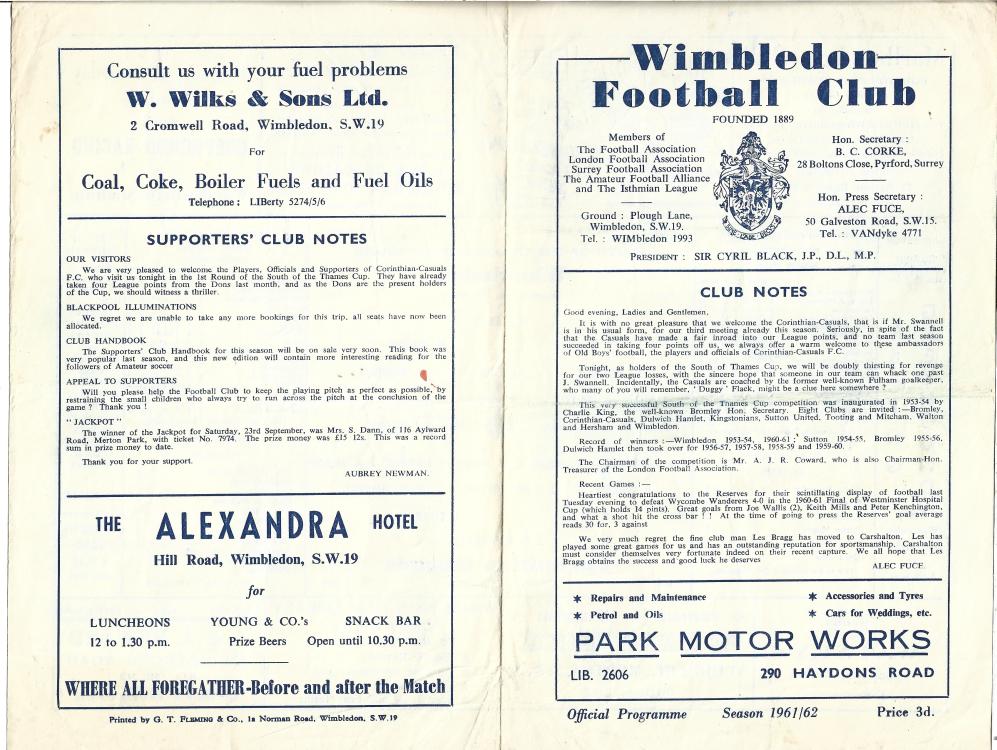 Consult us with your fuel problems
W. Wilks & Sons Ltd.
2 Cromwell Road, Wimbledon, S.W.19
For
Coal, Coke, Boiler Fuels and Fuel Oils
Telephone : LIBerty 5274/5/6
SUPPORTERS' CLUB NOTES
OUR VISITORS
We are very pleased to welcome the Players, Officials and Supporters of Corinthian-Casuals
F.C. who visit us tonight in the 1st Round of the South of the Thames Cup. They have already
taken four League points from the Dons last month, and as the Dons are the present holders
of the Cup, we should witness a thriller.
BLACKPOOL ILLUMINATIONS
We regret we are unable to take any more bookings for this trip, all seats have now been
allocated.
CLUB HANDBOOK
The Supporters' Club Handbook for this season will be on sale very soon. This book was
very popular last season, and this new edition will contain more interesting reading for the
followers of Amateur soccer
APPEAL TO SUPPORTERS
Will you please help the Football Club to keep the playing pitch as perfect as possible, by
restraining the small children who always try to run across the pitch at the conclusion of the
game ? Thank you !
" JACKPOT "
The winner of the Jackpot for Saturday, 23rd September, was Mrs. S. Dann, of 116 Aylward
Road, Merton Park, with ticket No. 7974. The prize money was £15 12s. This was a record
sum in prize money to date.
Thank you for your support.
AUBREY NEWMAN.
THE ALEXANDRA HOTEL
Hill Road, Wimbledon, S.W.19
for
LUNCHEONS YOUNG & CO.'s SNACK BAR
12 to 1.30 p.m. Prize Beers Open until 10.30 p.m.
WHERE ALL FOREGATHER-Before and after the Match
Printed by G. T. FLEMING & Co., 1a Norman Road, Wimbledon, S.W.19
Wimbledon
Football Club
FOUNDED 1889
Members of
The Football Association
London Football Association
Surrey Football Association
The Amateur Football Alliance
and The Isthmian League
Ground : Plough Lane,
Wimbledon, S.W.19.
Tel. : WIMbledon 1993
Hon. Secretary :
B. C. CORKE,
28 Boltons Close, Pyrford, Surrey
Hon. Press Secretary :
ALEC FUCE,
50 Galveston Road, S.W.15.
Tel. : VANdyke 4771
PRESIDENT : SIR CYRIL BLACK, J.P., D.L., M.P.
CLUB NOTES
Good evening, Ladies and Gentlemen,
It is with no great pleasure that we welcome the Corinthian-Casuals, that is if Mr. Swannell
is in his usual form, for our third meeting already this season. Seriously, in spite of the fact
that the Casuals have made a fair inroad into our League points, and no team last season
succeeded in taking four points off us, we always offer a warm welcome to these ambassadors
of Old Boys' football, the players and officials of Corinthian-Casuals F.C.
Tonight, as holders of the South of Thames Cup, we will be doubly thirsting for revenge
for our two League losses, with the sincere hope that someone in our team can whack one past
J. Swannell. Incidentally, the Casuals are coached by the former well-known Fulham goalkeeper,
who many of you will remember, ' Duggy ' Flack, might be a clue here somewhere ?
This very successful South of the Thames Cup competition was inaugurated in 1953-54 by
Charlie King, the well-known Bromley Hon. Secretary. Eight Clubs are invited :—Bromley,
Corinthian-Casuals, Dulwich Hamlet, Kingstonians, Sutton United, Tooting and Mitcham, Walton
and Hersham and Wimbledon.
Record of winners :—Wimbledon 1953-54, 1960-61 ; Sutton 1954-55, Bromley 1955-56,
Dulwich Hamlet then took over for 1956-57, 1957-58, 1958-59 and 1959-60.
The Chairman of the competition is Mr. A. J. R. Coward, who is also Chairman-Hon.
Treasurer of the London Football Association.
Recent Games :—
Heartiest congratulations to the Reserves for their scintillating display of football last
Tuesday evening to defeat Wycombe Wanderers 4-0 in the 1960-61 Final of Westminster Hospital
Cup (which holds 14 pints). Great goals from Joe Wallis (2), Keith Mills and Peter Kenchington,
and what a shot hit the cross bar ! ! At the time of going to press the Reserves' goal average
reads 30 for, 3 against
We very much regret the fine club man Les Bragg has moved to Carshalton. Les has
played some great games for us and has an outstanding reputation for sportsmanship. Carshalton
must consider themselves very fortunate indeed on their recent capture. We all hope that Les
Bragg obtains the success and good luck he deserves
ALEC FUCE.
* Repairs and Maintenance * Accessories and Tyres
* Petrol and Oils * Cars for Weddings, etc.
PARK MOTOR WORKS
LIB. 2606 290 HAYDONS ROAD
Official Programme Season 1961/62 Price 3d.